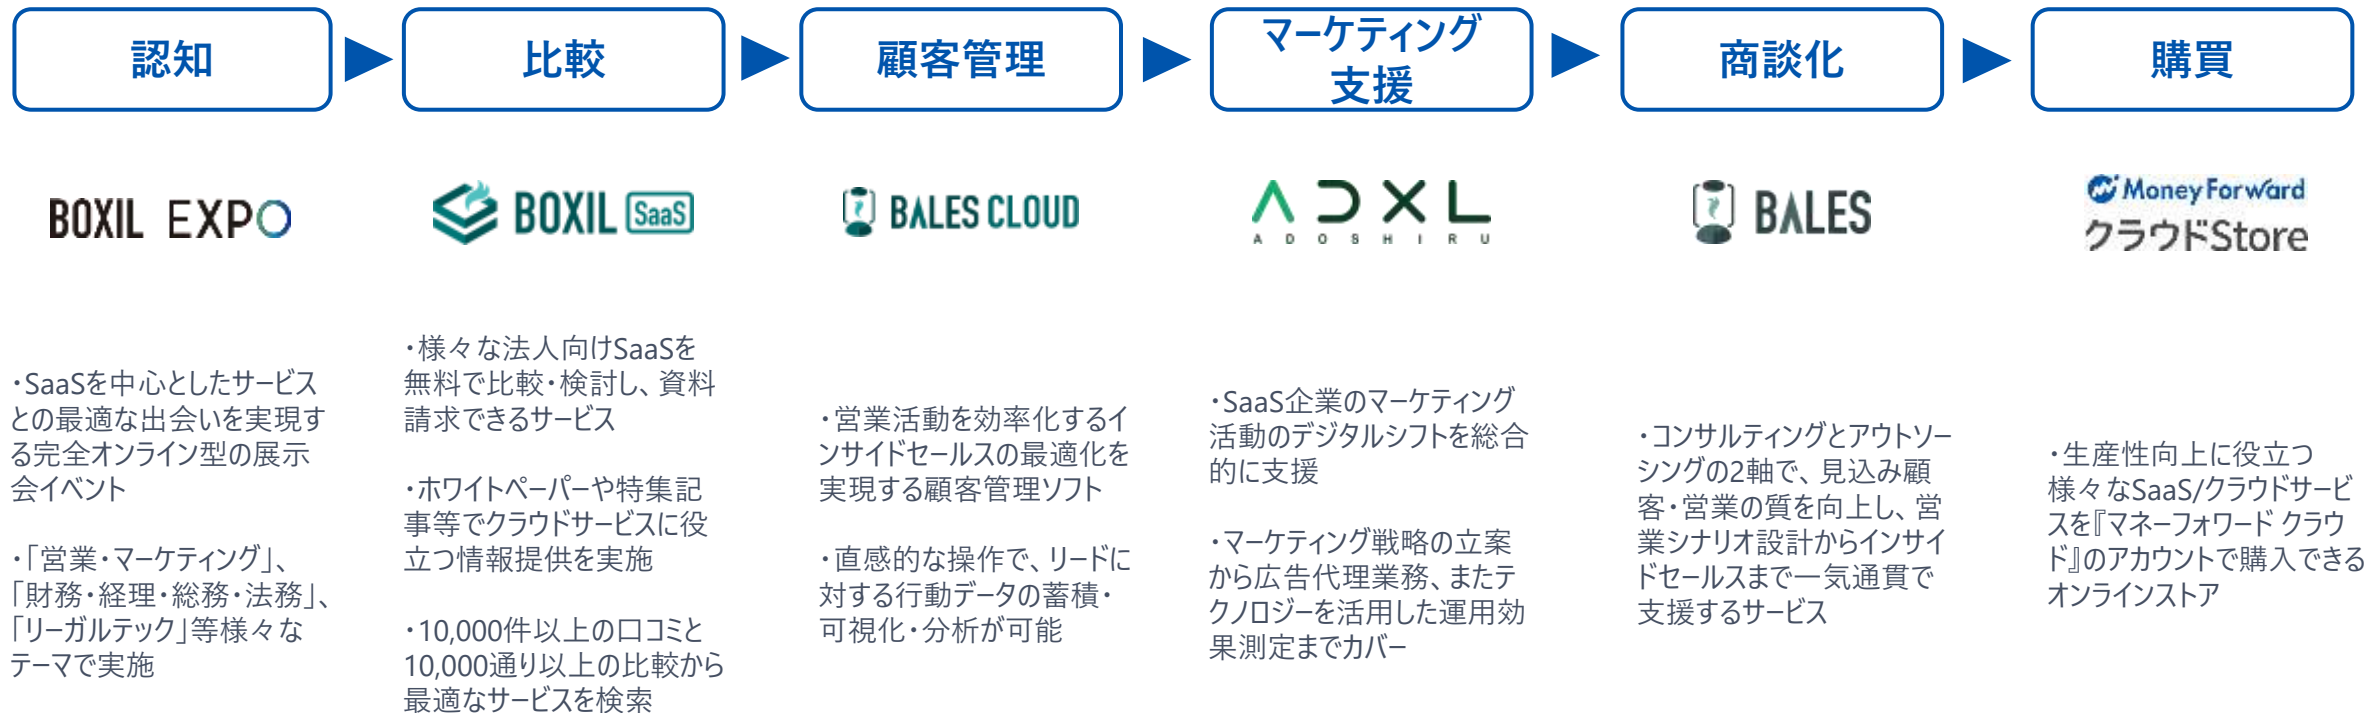 認知
比較
顧客管理
マーケティング
支援
商談化
購買
BOXIL EXPO
BOXIL SaaS
BALES CLOUD
ADXL
ADOSHIRU
BALES
Money Forward
クラウドStore
・SaaSを中心としたサービス
との最適な出会いを実現す
る完全オンライン型の展示
会イベント
・「営業・マーケティング」、
「財務・経理・総務・法務」、
「リーガルテック」等様々な
テーマで実施
・様々な法人向けSaaSを
無料で比較・検討し、資料
請求できるサービス
・ホワイトペーパーや特集記
事等でクラウドサービスに役
立つ情報提供を実施
・10,000件以上の口コミと
10,000通り以上の比較から
最適なサービスを検索
・営業活動を効率化するイ
ンサイドセールスの最適化を
実現する顧客管理ソフト
・直感的な操作で、リードに
対する行動データの蓄積・
可視化・分析が可能
・SaaS企業のマーケティング
活動のデジタルシフトを総合
的に支援
・マーケティング戦略の立案
から広告代理業務、またテ
クノロジーを活用した運用効
果測定までカバー
・コンサルティングとアウトソー
シングの2軸で、見込み顧
客・営業の質を向上し、営
業シナリオ設計からインサイ
ドセールスまで一気通貫で
支援するサービス
・生産性向上に役立つ
様々なSaaS/クラウドサービ
スを『マネーフォワード クラウ
ド』のアカウントで購入できる
オンラインストア